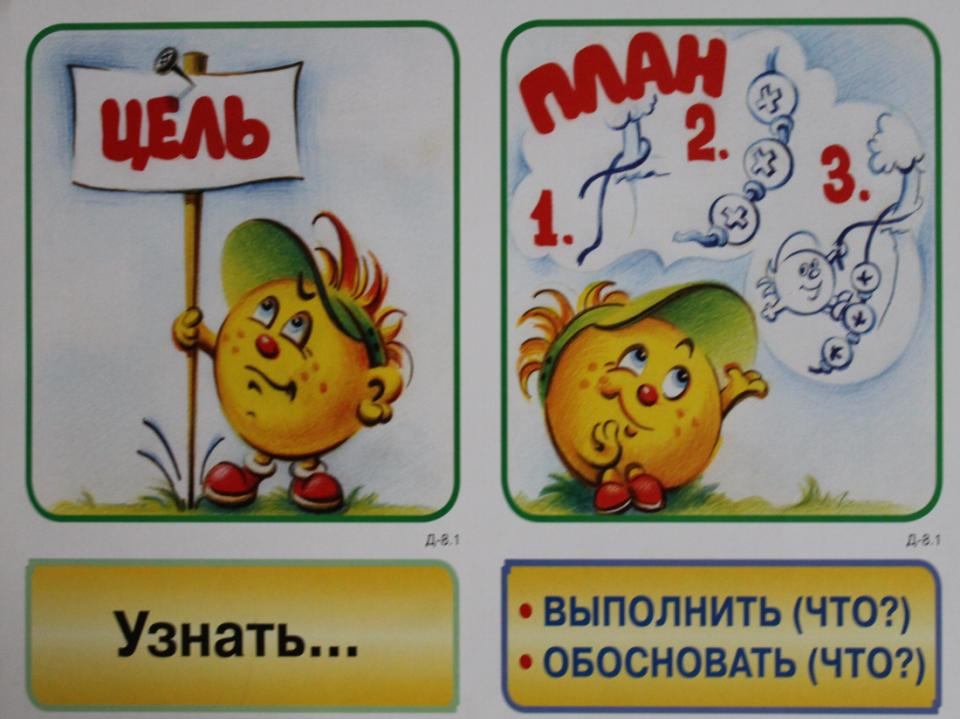 ЦЕЛЬ
ПЛАН
1.
2.
3.
Д-8.1
Д-8.1
Узнать...
• ВЫПОЛНИТЬ (ЧТО?)
• ОБОСНОВАТЬ (ЧТО?)